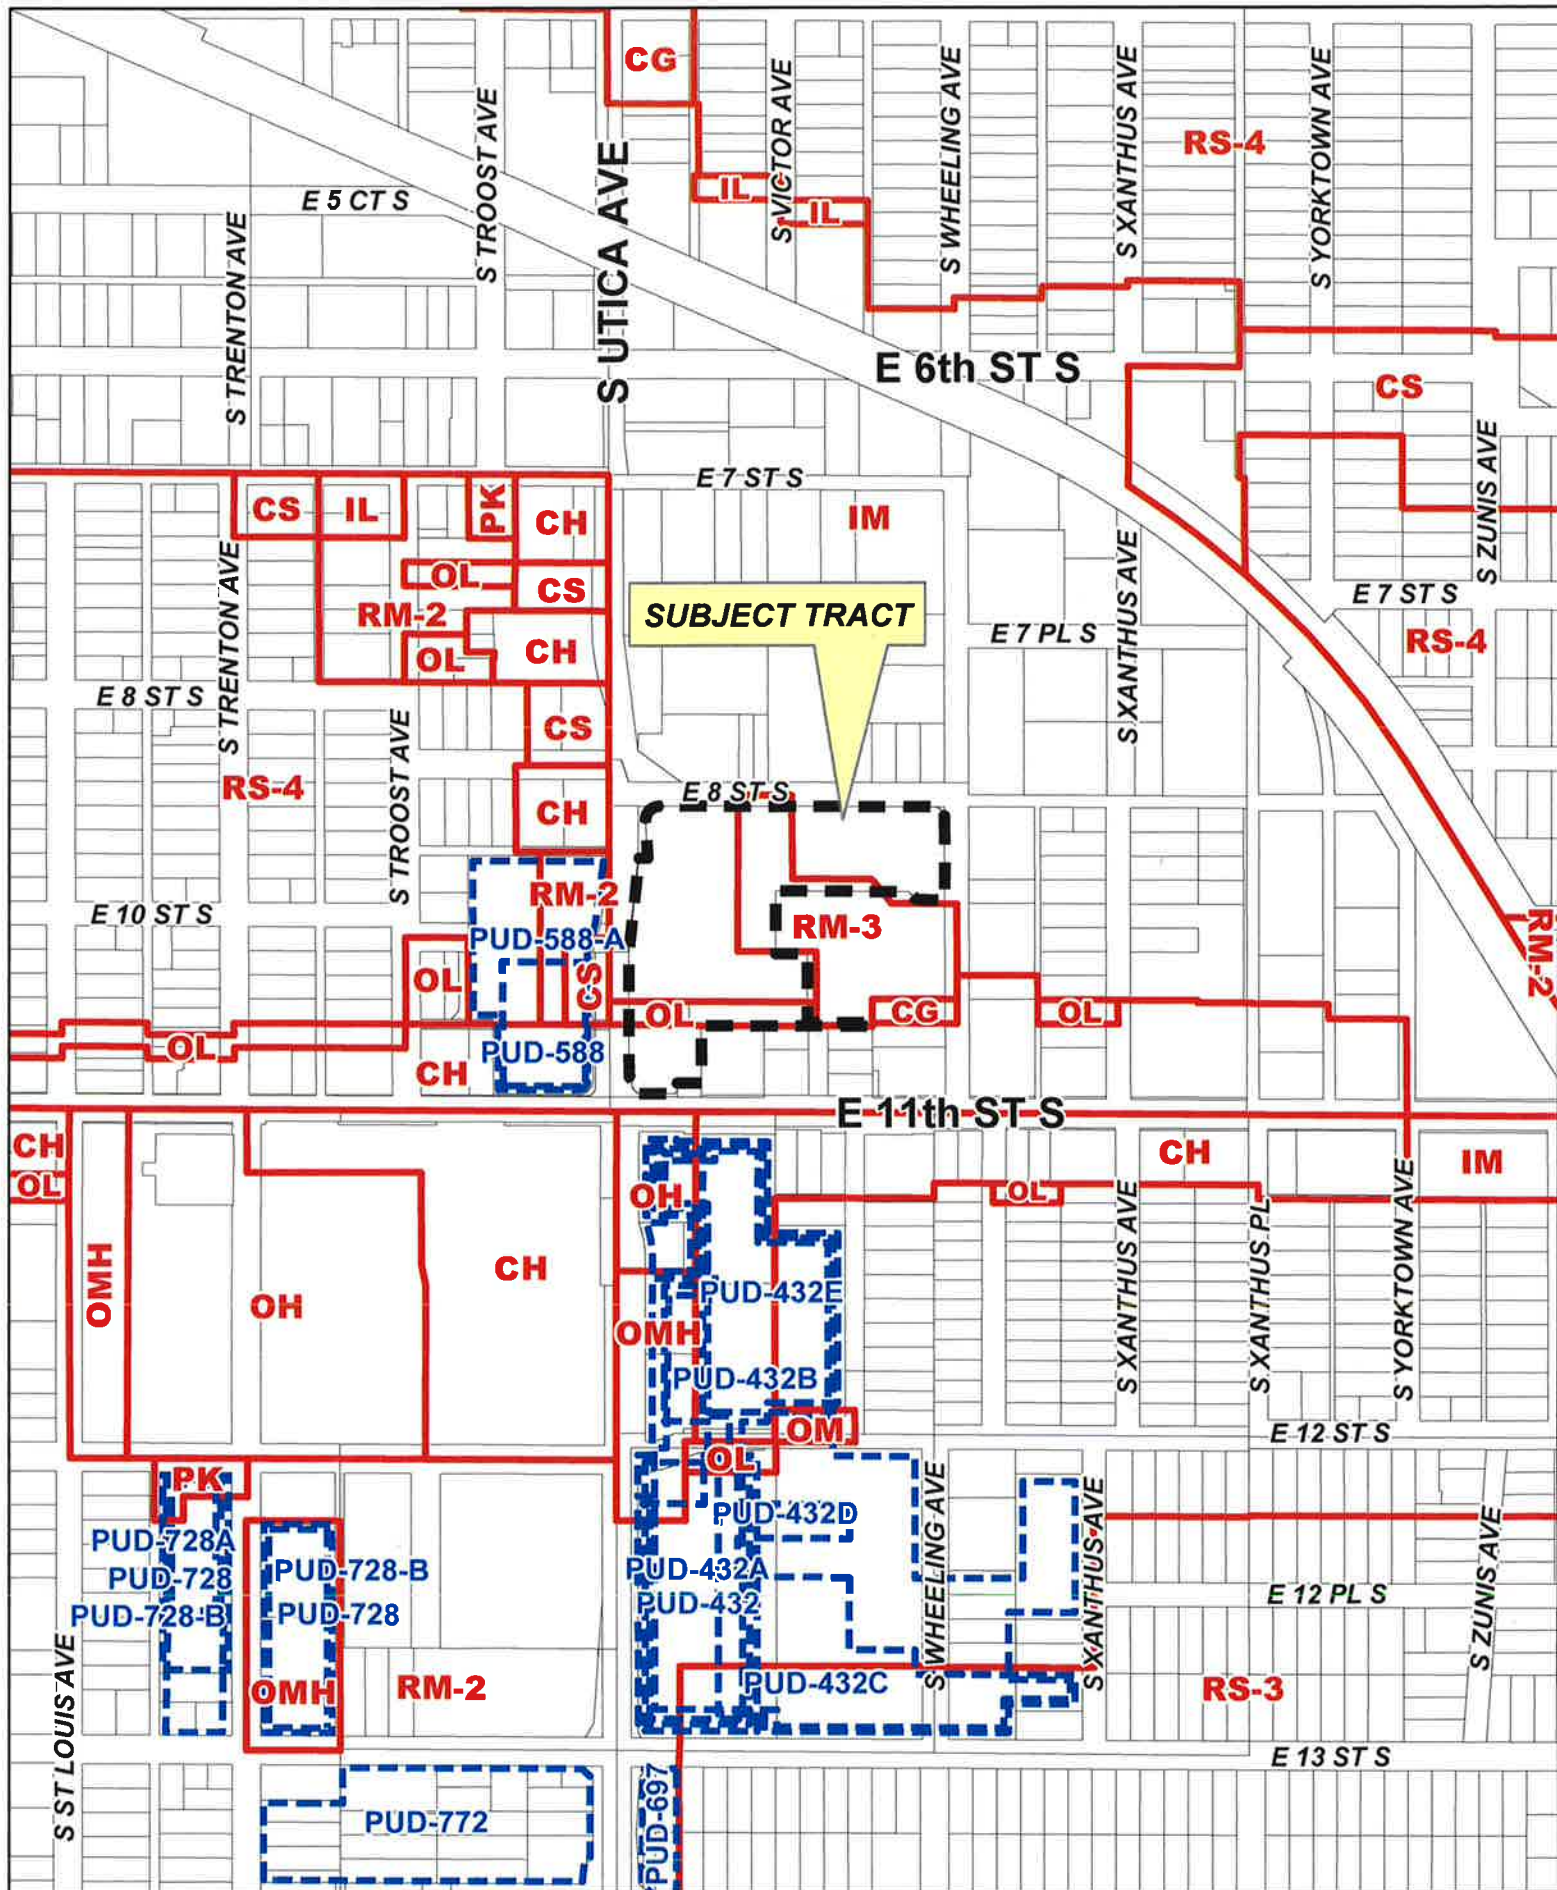 CG
S VICTOR AVE
S WHEELING AVE
S XANTHUS AVE
S YORKTOWN AVE
RS-4
S TROOST AVE
S UTICA AVE
IL
IL
E 5 CT S
S TRENTON AVE
E 6th ST S
CS
S ZUNIS AVE
E 7 ST S
CS
IL
PK
CH
IM
OL
CS
RM-2
SUBJECT TRACT
S XANTHUS AVE
E 7 ST S
RS-4
E 7 PL S
OL
CH
S TRENTON AVE
E 8 ST S
CS
S TROOST AVE
RS-4
E 8 ST S
CH
RM-2
E 10 ST S
PUD-588-A
RM-3
RM-2
OL
CS
OL
CG
OL
OL
PUD-588
CH
E 11th ST S
CH
OL
OH
CH
OL
IM
OMH
OH
CH
S XANTHUS AVE
S XANTHUS PL
S YORKTOWN AVE
PUD-432E
OMH
PUD-432B
OM
OL
E 12 ST S
PK
PUD-728A
PUD-728
PUD-728-B
PUD-728-B
PUD-728
PUD-432D
PUD-432A
PUD-432
S WHEELING AVE
S XANTHUS AVE
S ZUNIS AVE
E 12 PL S
OMH
RM-2
PUD-432C
RS-3
S ST LOUIS AVE
E 13 ST S
PUD-772
PUD-697